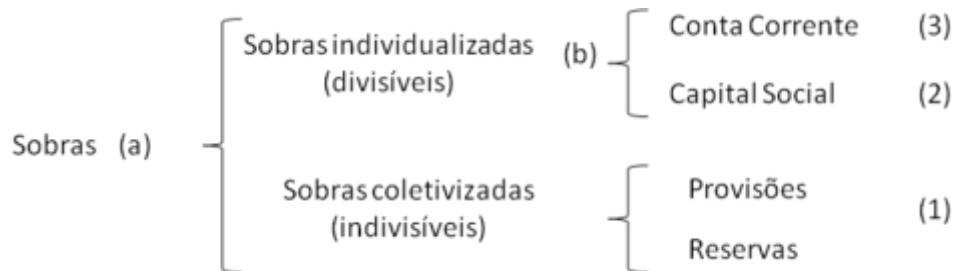 Sobras (a)
Sobras individualizadas
(divisíveis)
(b)
Conta Corrente (3)
Capital Social (2)
Sobras coletivizadas
(indivisíveis)
Provisões
Reservas
(1)